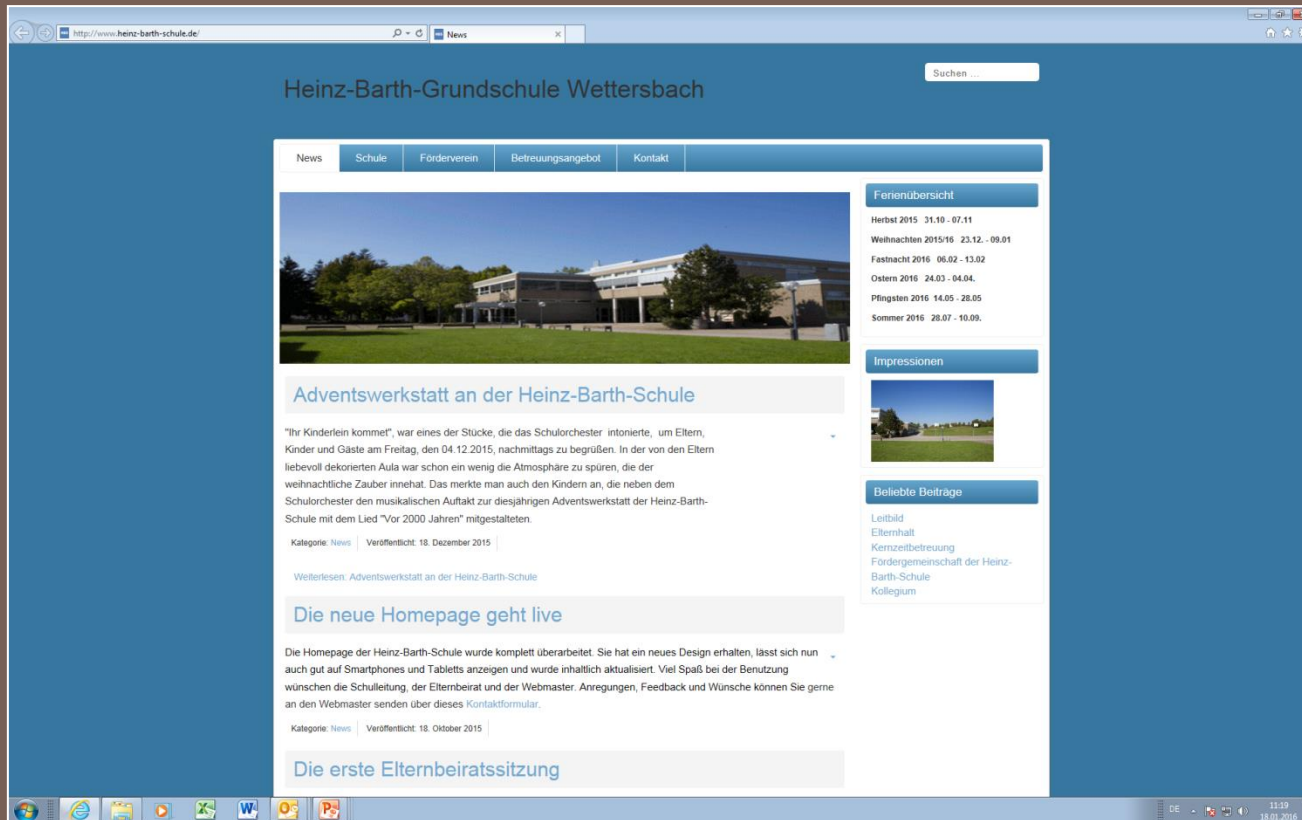 http://www.heinz-barth-schule.de/
News
Heinz-Barth-Grundschule Wettersbach
Suchen ...
News Schule Förderverein Betreuungsangebot Kontakt
Adventswerkstatt an der Heinz-Barth-Schule
"Ihr Kinderlein kommet", war eines der Stücke, die das Schulorchester intonierte, um Eltern,
Kinder und Gäste am Freitag, den 04.12.2015, nachmittags zu begrüßen. In der von den Eltern
liebevoll dekorierten Aula war schon ein wenig die Atmosphäre zu spüren, die der
weihnachtliche Zauber innehat. Das merkte man auch den Kindern an, die neben dem
Schulorchester den musikalischen Auftakt zur diesjährigen Adventswerkstatt der Heinz-Barth-
Schule mit dem Lied "Vor 2000 Jahren" mitgestalteten.
Kategorie: News Veröffentlicht: 18. Dezember 2015
Weiterlesen: Adventswerkstatt an der Heinz-Barth-Schule
Die neue Homepage geht live
Die Homepage der Heinz-Barth-Schule wurde komplett überarbeitet. Sie hat ein neues Design erhalten, lässt sich nun
auch gut auf Smartphones und Tabletts anzeigen und wurde inhaltlich aktualisiert. Viel Spaß bei der Benutzung
wünschen die Schulleitung, der Elternbeirat und der Webmaster. Anregungen, Feedback und Wünsche können Sie gerne
an den Webmaster senden über dieses Kontaktformular.
Kategorie: News Veröffentlicht: 18. Oktober 2015
Die erste Elternbeiratssitzung
Ferienübersicht
Herbst 2015 31.10 - 07.11
Weihnachten 2015/16 23.12. - 09.01
Fastnacht 2016 06.02 - 13.02
Ostern 2016 24.03 - 04.04.
Pfingsten 2016 14.05 - 28.05
Sommer 2016 28.07 - 10.09.
Impressionen
Beliebte Beiträge
Leitbild
Elternhalt
Kernzeitbetreuung
Fördergemeinschaft der Heinz-
Barth-Schule
Kollegium
DE
11:19
18.01.2016